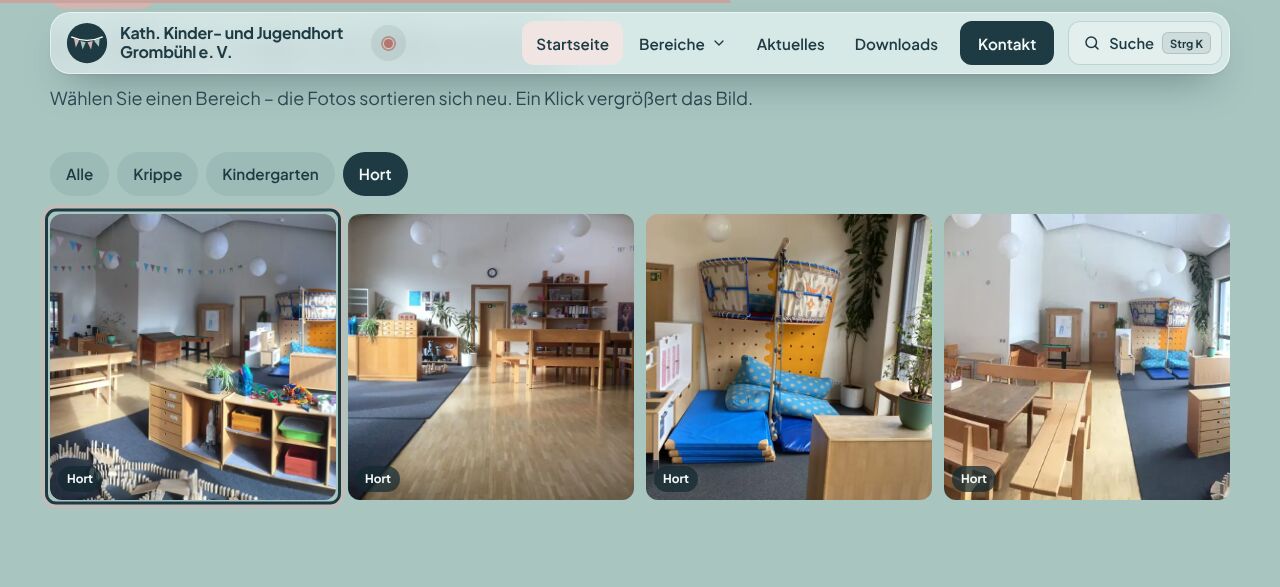 Kath. Kinder- und Jugendhort
Grombühl e. V.
Startseite
Bereiche
Aktuelles
Downloads
Kontakt
Suche
Strg K
Wählen Sie einen Bereich – die Fotos sortieren sich neu. Ein Klick vergrößert das Bild.
Alle
Krippe
Kindergarten
Hort
Hort
Hort
Hort
Hort